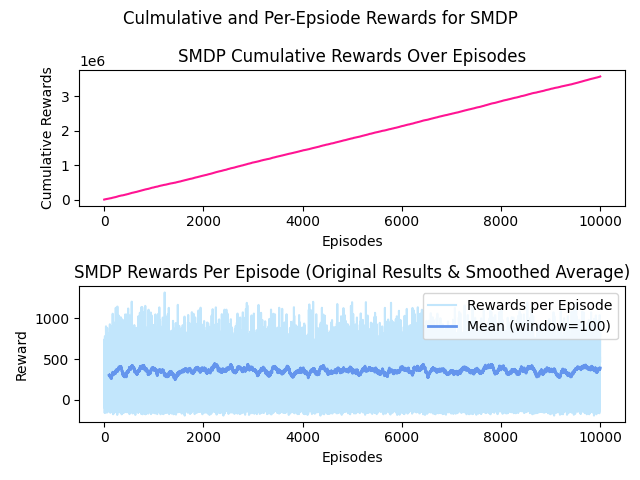 Culmulative and Per-Epsiode Rewards for SMDP
SMDP Cumulative Rewards Over Episodes
1e6
Cumulative Rewards
3
2
1
0
0 2000 4000 6000 8000 10000
Episodes
SMDP Rewards Per Episode (Original Results & Smoothed Average)
Reward
1000
500
0
Rewards per Episode
Mean (window=100)
0 2000 4000 6000 8000 10000
Episodes